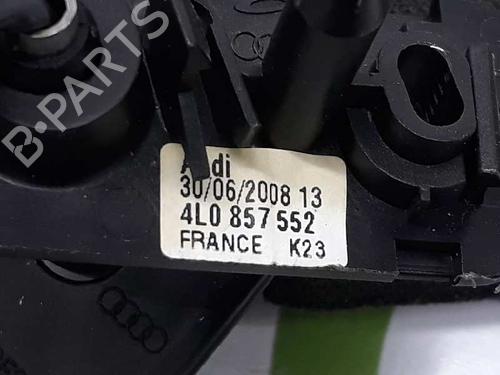 B-PARTS
Audi
30/06/2008 13
4L0 857 552
FRANCE K23